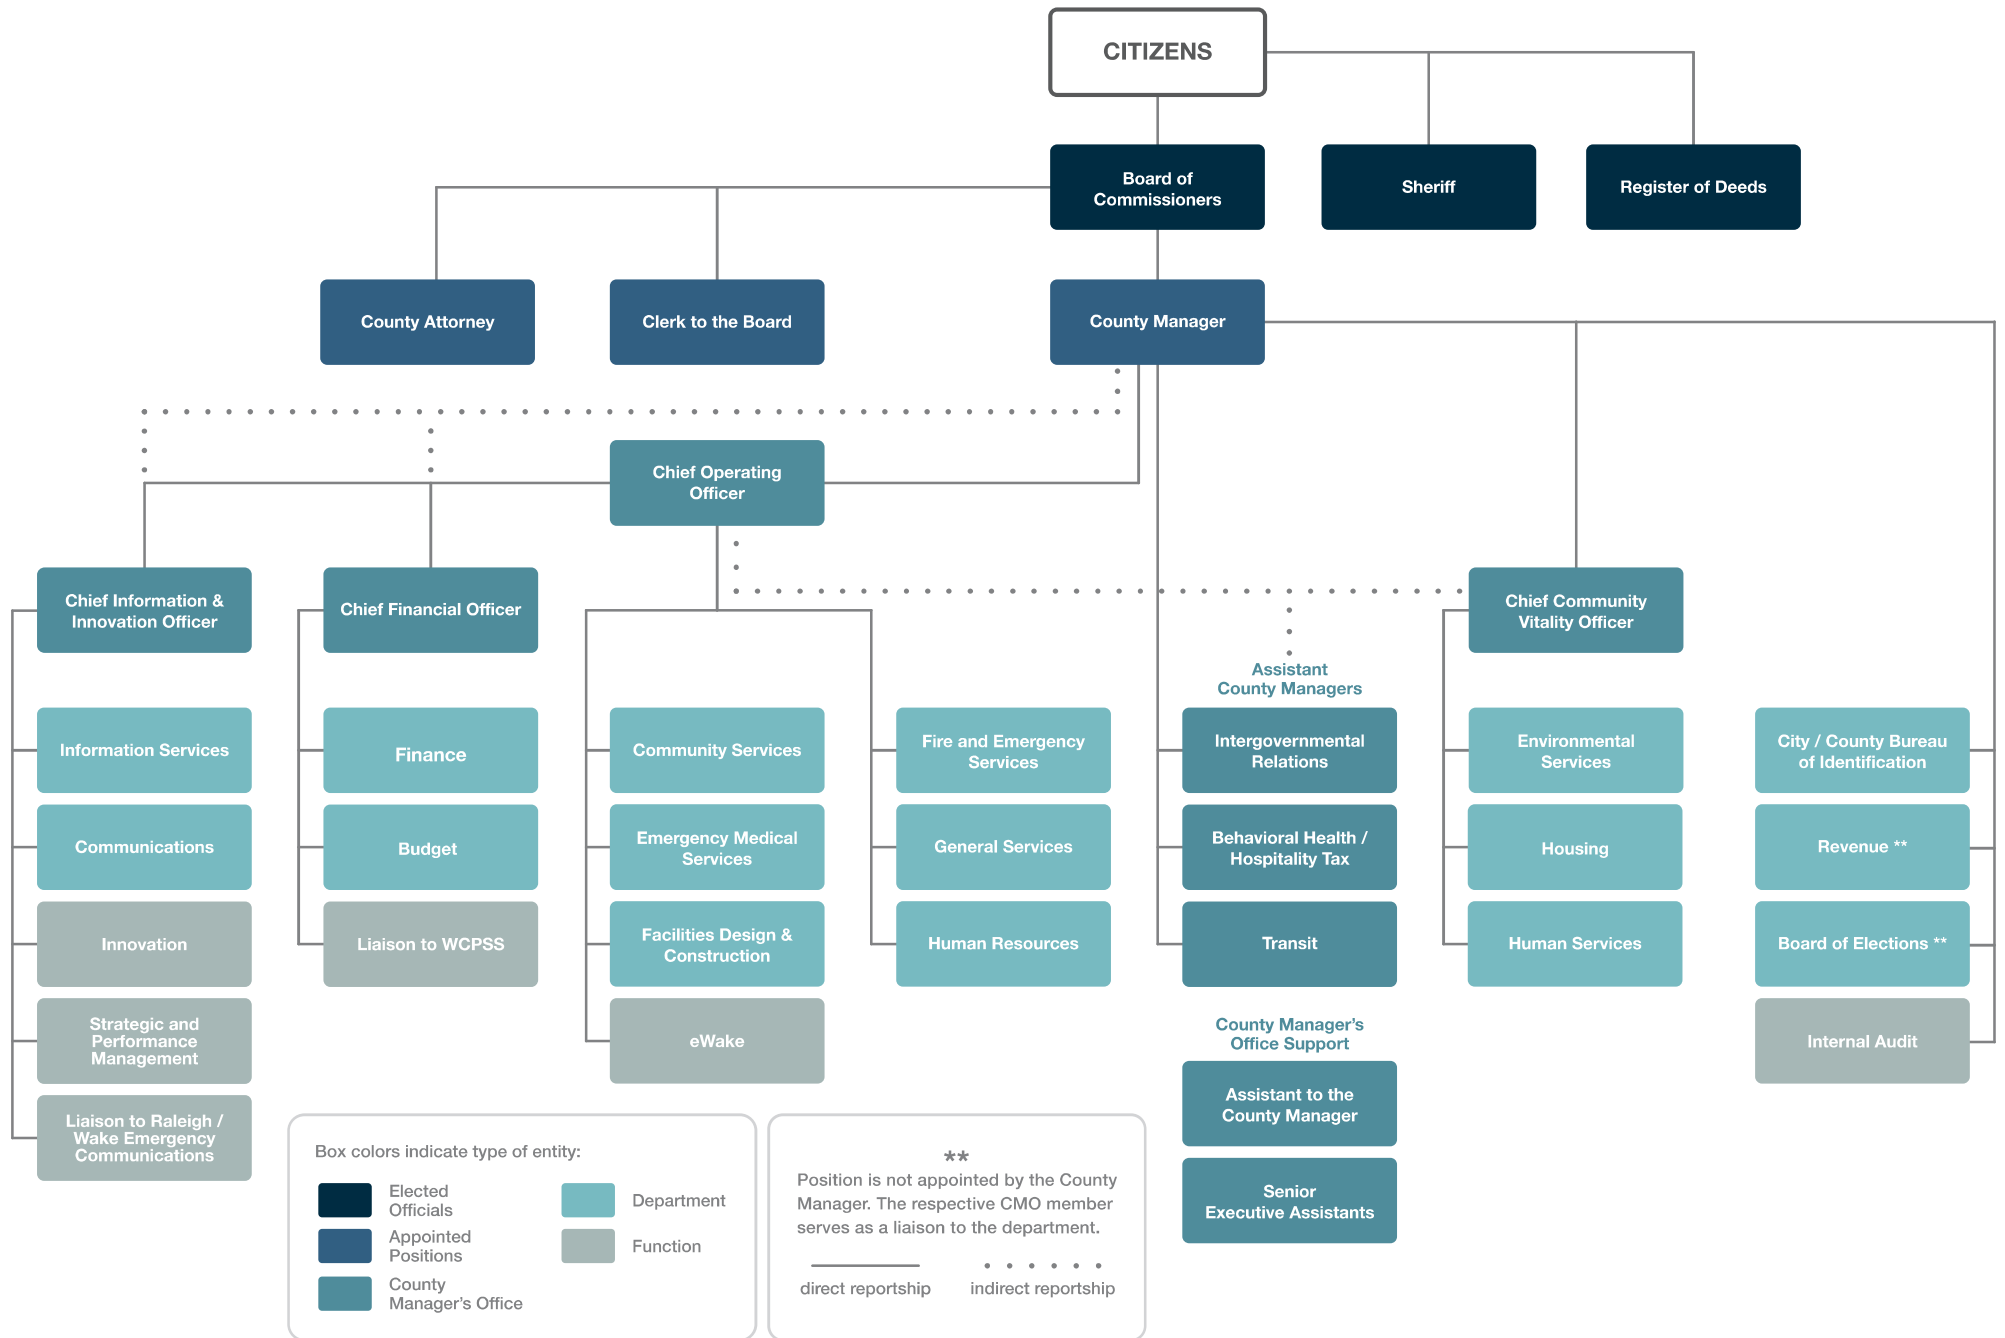 CITIZENS
Board of
Commissioners
Sheriff
Register of Deeds
County Attorney
Clerk to the Board
County Manager
Chief Operating
Officer
Chief Information &
Innovation Officer
Chief Financial Officer
Chief Community
Vitality Officer
Assistant
County Managers
Information Services
Finance
Community Services
Fire and Emergency
Services
Intergovernmental
Relations
Environmental
Services
City / County Bureau
of Identification
Communications
Budget
Emergency Medical
Services
General Services
Behavioral Health /
Hospitality Tax
Housing
Revenue **
Innovation
Liaison to WCPSS
Facilities Design &
Construction
Human Resources
Transit
Human Services
Board of Elections **
Strategic and
Performance
Management
eWake
County Manager’s
Office Support
Internal Audit
Liaison to Raleigh /
Wake Emergency
Communications
Assistant to the
County Manager
Senior
Executive Assistants
Box colors indicate type of entity:
Elected
Officials
Department
Appointed
Positions
Function
County
Manager’s Office
**
Position is not appointed by the County
Manager. The respective CMO member
serves as a liaison to the department.
direct reportship
indirect reportship